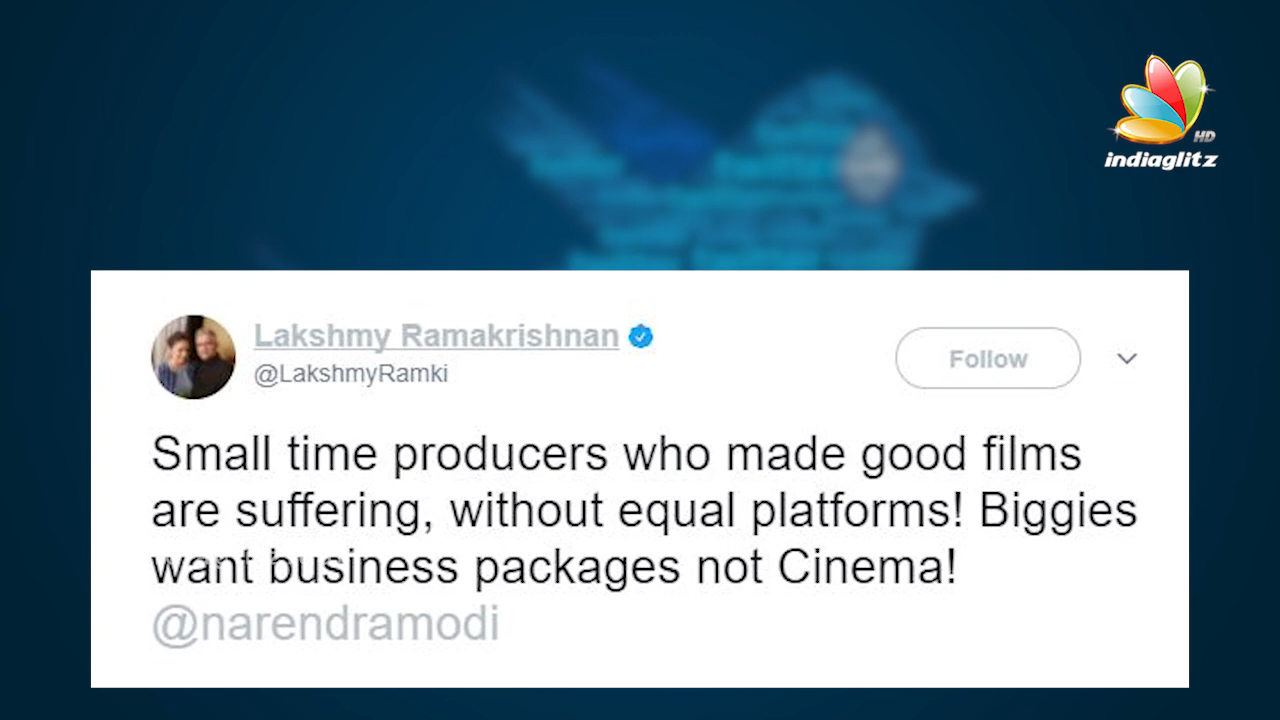 HD
indiaglitz
Lakshmy Ramakrishnan
@LakshmyRamki
Follow
Small time producers who made good films
are suffering, without equal platforms! Biggies
want business packages not Cinema!
@narendramodi